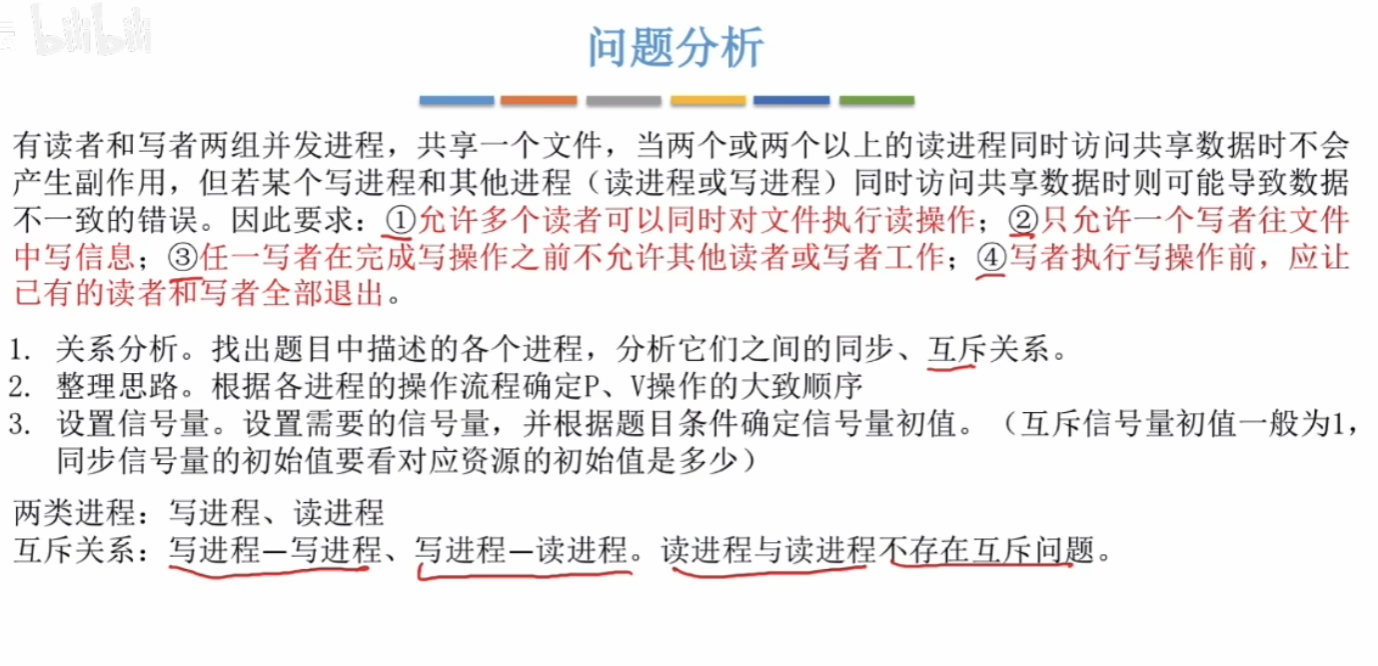 bilibili
问题分析
有读者和写者两组并发进程，共享一个文件，当两个或两个以上的读进程同时访问共享数据时不会
产生副作用，但若某个写进程和其他进程（读进程或写进程）同时访问共享数据时则可能导致数据
不一致的错误。因此要求：①允许多个读者可以同时对文件执行读操作；②只允许一个写者往文件
中写信息；③任一写者在完成写操作之前不允许其他读者或写者工作；④写者执行写操作前，应让
已有的读者和写者全部退出。
1. 关系分析。找出题目中描述的各个进程，分析它们之间的同步、互斥关系。
2. 整理思路。根据各进程的操作流程确定P、V操作的大致顺序
3. 设置信号量。设置需要的信号量，并根据题目条件确定信号量初值。（互斥信号量初值一般为1，
同步信号量的初始值要看对应资源的初始值是多少）
两类进程：写进程、读进程
互斥关系：写进程—写进程、写进程—读进程。读进程与读进程不存在互斥问题。